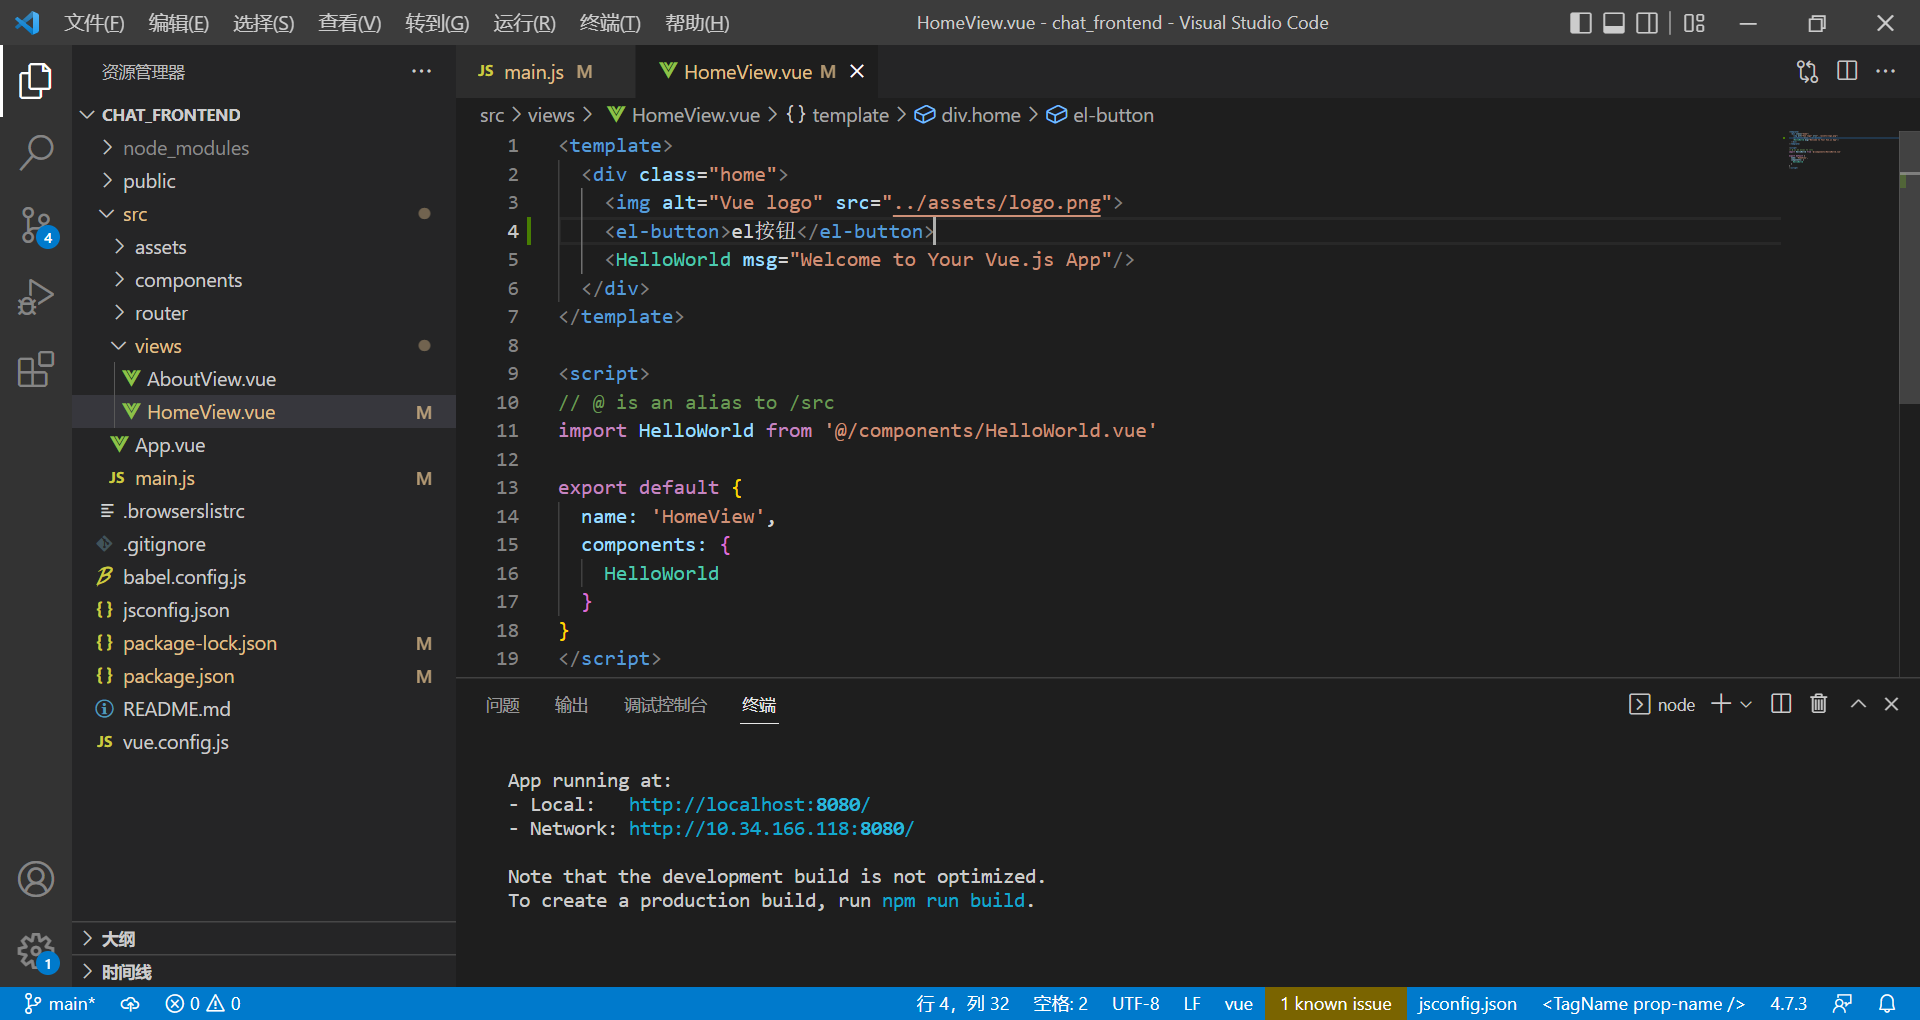 文件(F) 编辑(E) 选择(S) 查看(V) 转到(G) 运行(R) 终端(T) 帮助(H) HomeView.vue - chat_frontend - Visual Studio Code
资源管理器
CHAT_FRONTEND
node_modules
public
src
assets
components
router
views
AboutView.vue
HomeView.vue M
App.vue
JS main.js M
.browserslistrc
.gitignore
babel.config.js
{} jsconfig.json
{} package-lock.json M
{} package.json M
README.md
JS vue.config.js
大纲
时间线
4
1
JS main.js M HomeView.vue M
src > views > HomeView.vue > {} template > div.home > el-button
1 <template>
2 <div class="home">
3 <img alt="Vue logo" src="../assets/logo.png">
4 <el-button>el按钮</el-button>
5 <HelloWorld msg="Welcome to Your Vue.js App"/>
6 </div>
7 </template>
8
9 <script>
10 // @ is an alias to /src
11 import HelloWorld from '@/components/HelloWorld.vue'
12
13 export default {
14 name: 'HomeView',
15 components: {
16 HelloWorld
17 }
18 }
19 </script>
问题 输出 调试控制台 终端 node
App running at:
- Local: http://localhost:8080/
- Network: http://10.34.166.118:8080/
Note that the development build is not optimized.
To create a production build, run npm run build.
main* 0 0 行 4, 列 32 空格: 2 UTF-8 LF vue 1 known issue jsconfig.json <TagName prop-name /> 4.7.3